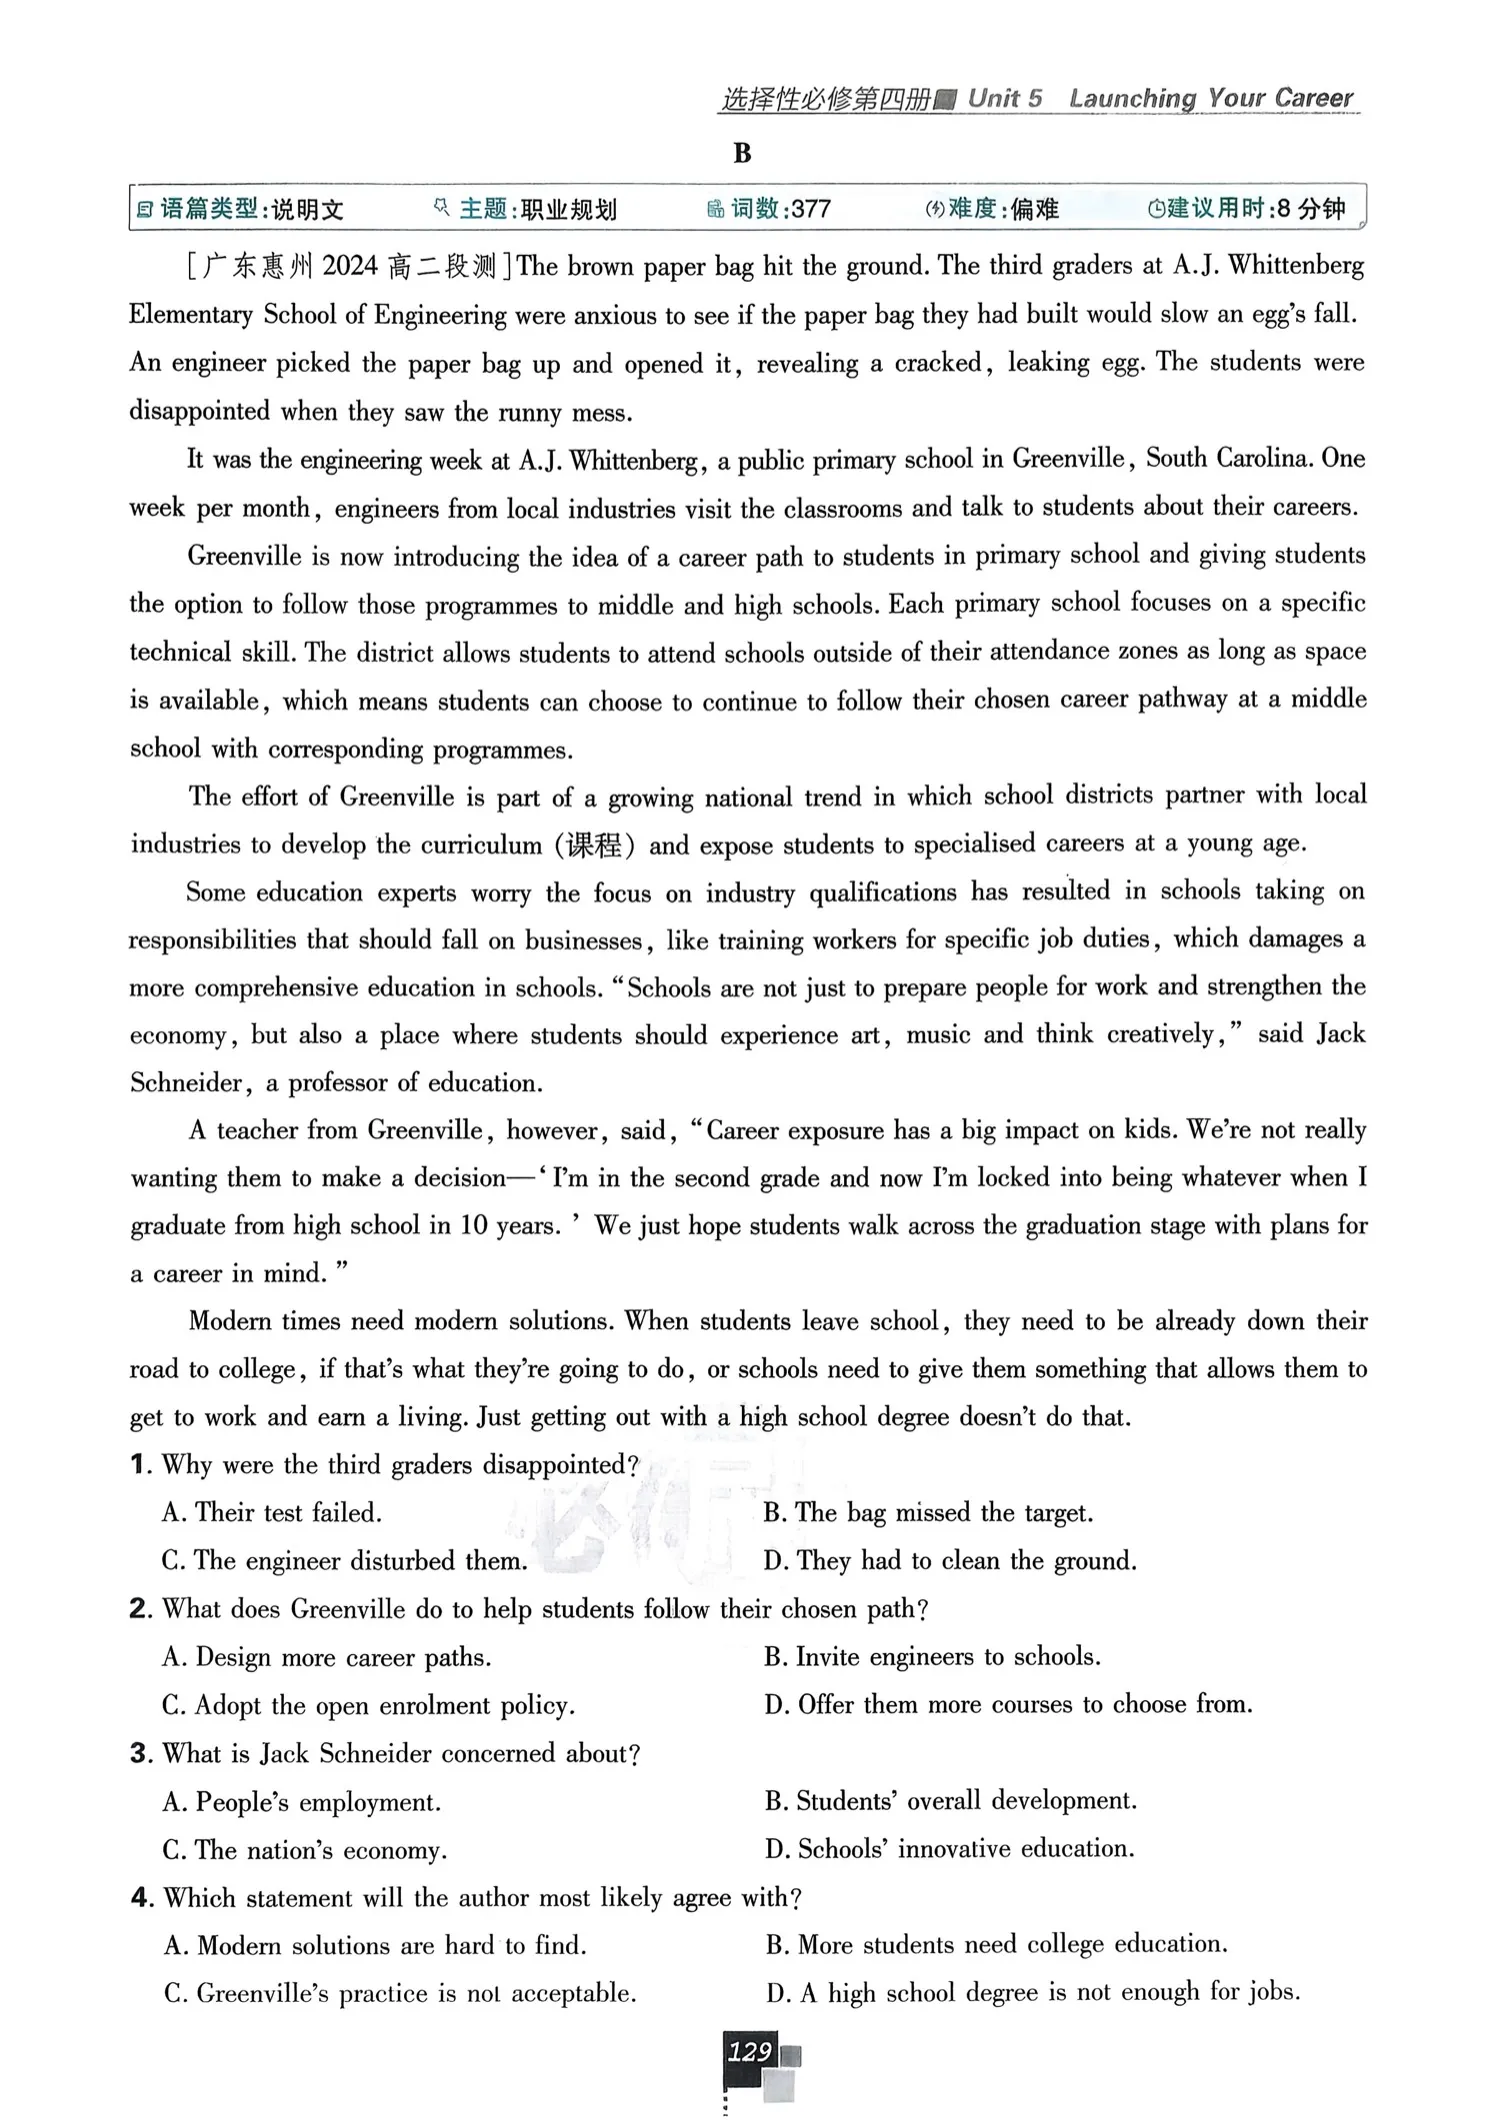 选择性必修第四册 Unit 5 Launching Your Career
B
语篇类型:说明文 主题:职业规划 词数:377 难度:偏难 建议用时:8 分钟
[广东惠州 2024 高二段测]The brown paper bag hit the ground. The third graders at A.J. Whittenberg
Elementary School of Engineering were anxious to see if the paper bag they had built would slow an egg's fall.
An engineer picked the paper bag up and opened it, revealing a cracked, leaking egg. The students were
disappointed when they saw the runny mess.
It was the engineering week at A.J. Whittenberg, a public primary school in Greenville, South Carolina. One
week per month, engineers from local industries visit the classrooms and talk to students about their careers.
Greenville is now introducing the idea of a career path to students in primary school and giving students
the option to follow those programmes to middle and high schools. Each primary school focuses on a specific
technical skill. The district allows students to attend schools outside of their attendance zones as long as space
is available, which means students can choose to continue to follow their chosen career pathway at a middle
school with corresponding programmes.
The effort of Greenville is part of a growing national trend in which school districts partner with local
industries to develop the curriculum (课程) and expose students to specialised careers at a young age.
Some education experts worry the focus on industry qualifications has resulted in schools taking on
responsibilities that should fall on businesses, like training workers for specific job duties, which damages a
more comprehensive education in schools. “Schools are not just to prepare people for work and strengthen the
economy, but also a place where students should experience art, music and think creatively,” said Jack
Schneider, a professor of education.
A teacher from Greenville, however, said, “Career exposure has a big impact on kids. We're not really
wanting them to make a decision—‘I'm in the second grade and now I'm locked into being whatever when I
graduate from high school in 10 years.’ We just hope students walk across the graduation stage with plans for
a career in mind.”
Modern times need modern solutions. When students leave school, they need to be already down their
road to college, if that's what they're going to do, or schools need to give them something that allows them to
get to work and earn a living. Just getting out with a high school degree doesn't do that.
1. Why were the third graders disappointed?
A. Their test failed. B. The bag missed the target.
C. The engineer disturbed them. D. They had to clean the ground.
2. What does Greenville do to help students follow their chosen path?
A. Design more career paths. B. Invite engineers to schools.
C. Adopt the open enrolment policy. D. Offer them more courses to choose from.
3. What is Jack Schneider concerned about?
A. People's employment. B. Students' overall development.
C. The nation's economy. D. Schools' innovative education.
4. Which statement will the author most likely agree with?
A. Modern solutions are hard to find. B. More students need college education.
C. Greenville's practice is not acceptable. D. A high school degree is not enough for jobs.
129